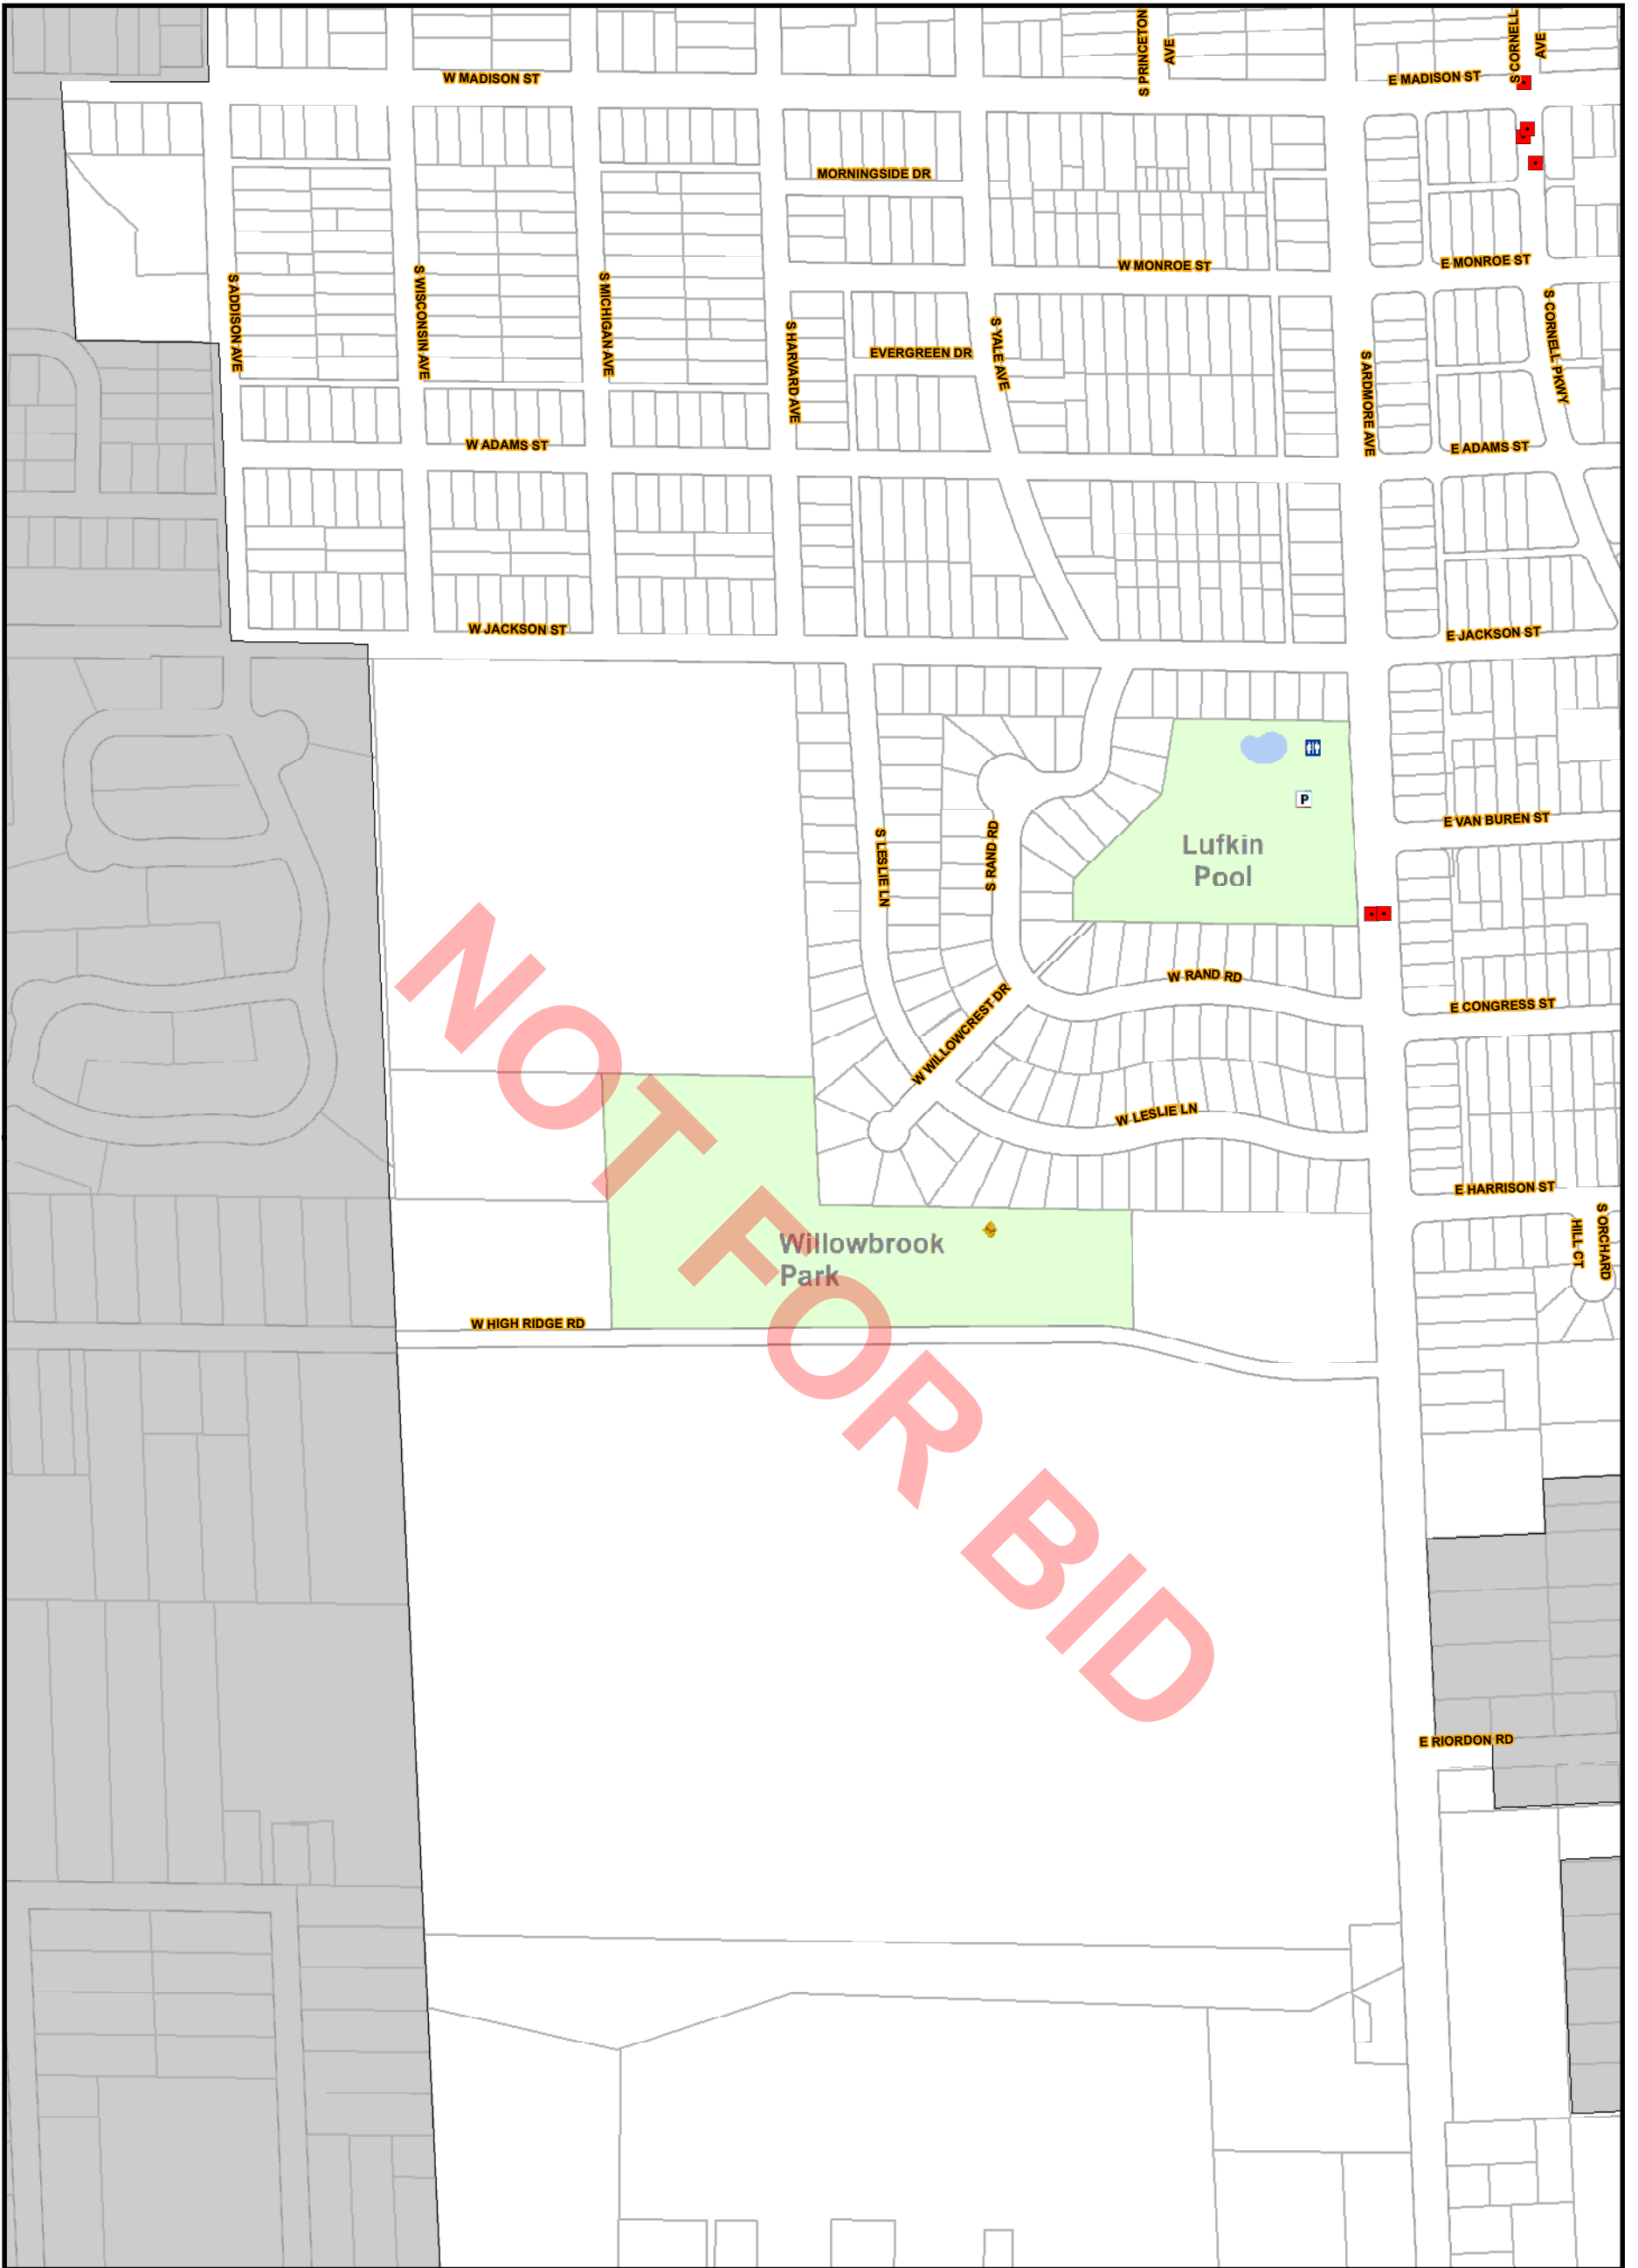 S PRINCETON
AVE
S CORNELL
AVE
W MADISON ST
E MADISON ST
MORNINGSIDE DR
W MONROE ST
E MONROE ST
S ADDISON AVE
S WISCONSIN AVE
S MICHIGAN AVE
S HARVARD AVE
S YALE AVE
S ARDMORE AVE
S CORNELL PKWY
EVERGREEN DR
W ADAMS ST
E ADAMS ST
W JACKSON ST
E JACKSON ST
P
S LESLIE LN
S RAND RD
Lufkin
Pool
E VAN BUREN ST
W RAND RD
E CONGRESS ST
W WILLOWCREST DR
W LESLIE LN
E HARRISON ST
S ORCHARD
HILL CT
Willowbrook
Park
W HIGH RIDGE RD
NOT FOR BID
E RIORDON RD